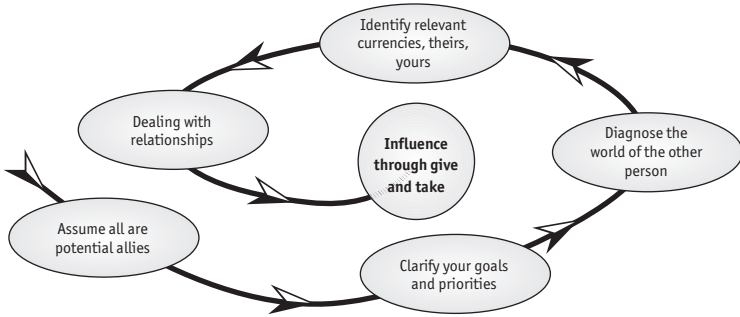 Identify relevant
currencies, theirs,
yours
Dealing with
relationships
Influence
through give
and take
Diagnose the
world of the other
person
Assume all are
potential allies
Clarify your goals
and priorities